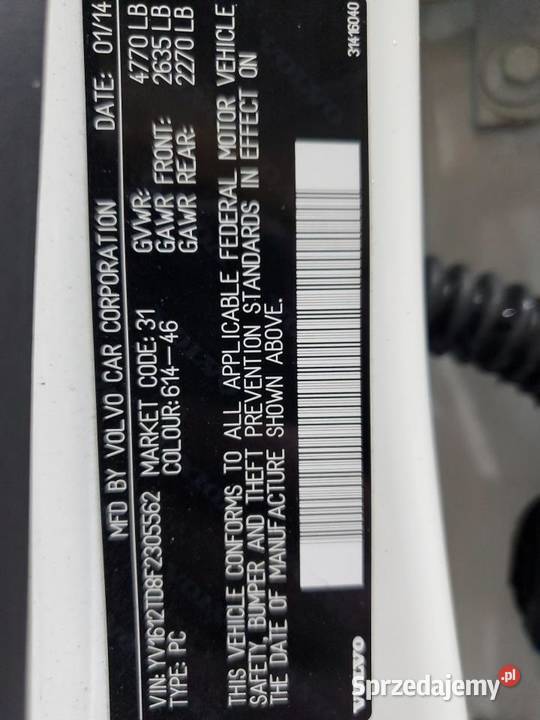 MFD BY VOLVO CAR CORPORATION DATE: 01/14
VIN: YV1612TD8F2305562 MARKET CODE: 31 GVWR: 4770 LB
TYPE: PC COLOUR: 614-46 GAWR FRONT: 2635 LB
GAWR REAR: 2270 LB
THIS VEHICLE CONFORMS TO ALL APPLICABLE FEDERAL MOTOR VEHICLE
SAFETY, BUMPER AND THEFT PREVENTION STANDARDS IN EFFECT ON
THE DATE OF MANUFACTURE SHOWN ABOVE.
VOLVO 31416040
Sprzedajemy.pl